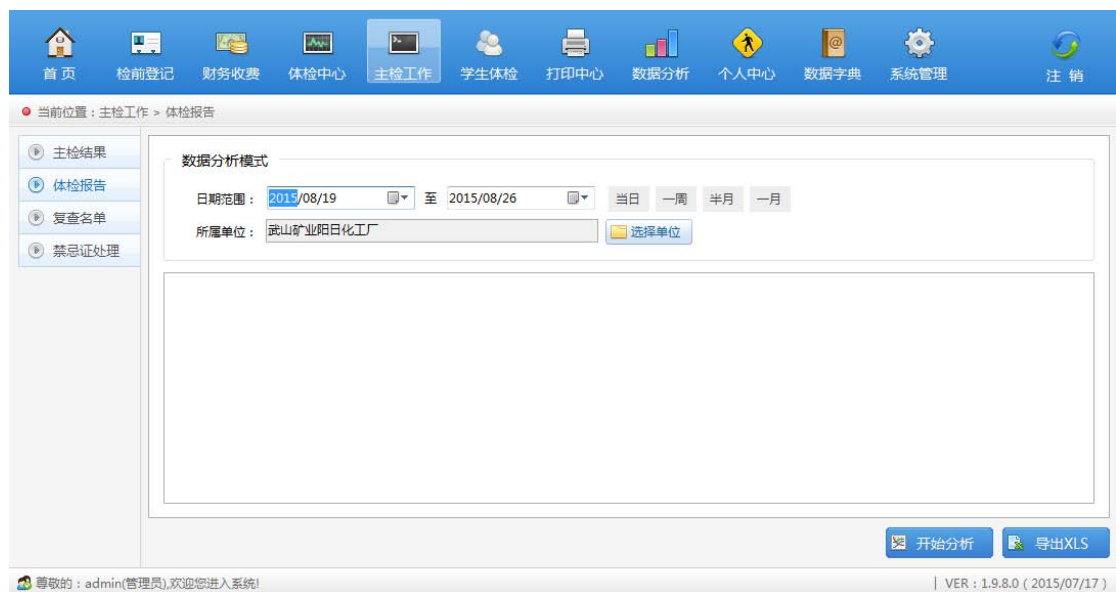 首页 检前登记 财务收费 体检中心 主检工作 学生体检 打印中心 数据分析 个人中心 数据字典 系统管理 注销
当前位置：主检工作 > 体检报告
主检结果
体检报告
复查名单
禁忌证处理
数据分析模式
日期范围： 2015/08/19 至 2015/08/26 当日 一周 半月 一月
所属单位： 武山矿业阳日化工厂 选择单位
开始分析 导出XLS
尊敬的：admin(管理员),欢迎您进入系统! | VER：1.9.8.0 ( 2015/07/17 )